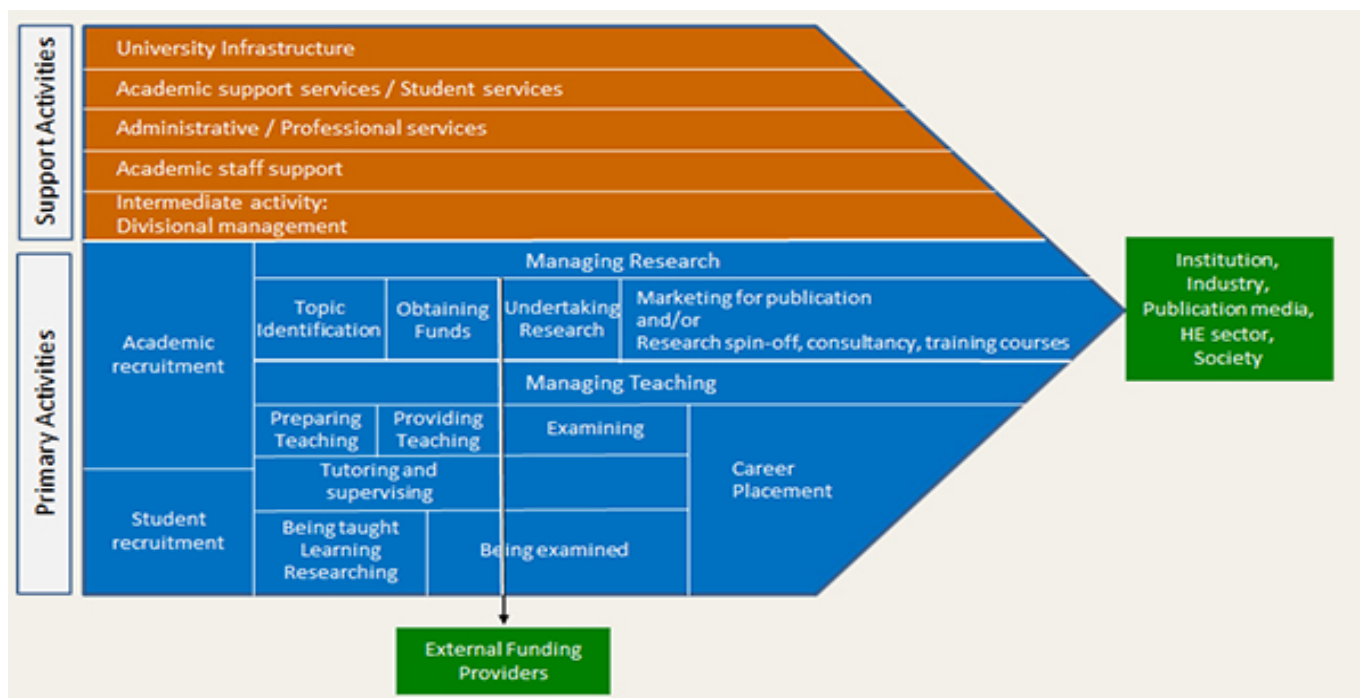 Support Activities
University Infrastructure
Academic support services / Student services
Administrative / Professional services
Academic staff support
Intermediate activity:
Divisional management
Primary Activities
Academic
recruitment
Student
recruitment
Managing Research
Topic
Identification
Obtaining
Funds
Undertaking
Research
Marketing for publication
and/or
Research spin-off, consultancy, training courses
Managing Teaching
Preparing
Teaching
Providing
Teaching
Examining
Tutoring and
supervising
Being taught
Learning
Researching
Being examined
Career
Placement
Institution,
Industry,
Publication media,
HE sector,
Society
External Funding
Providers